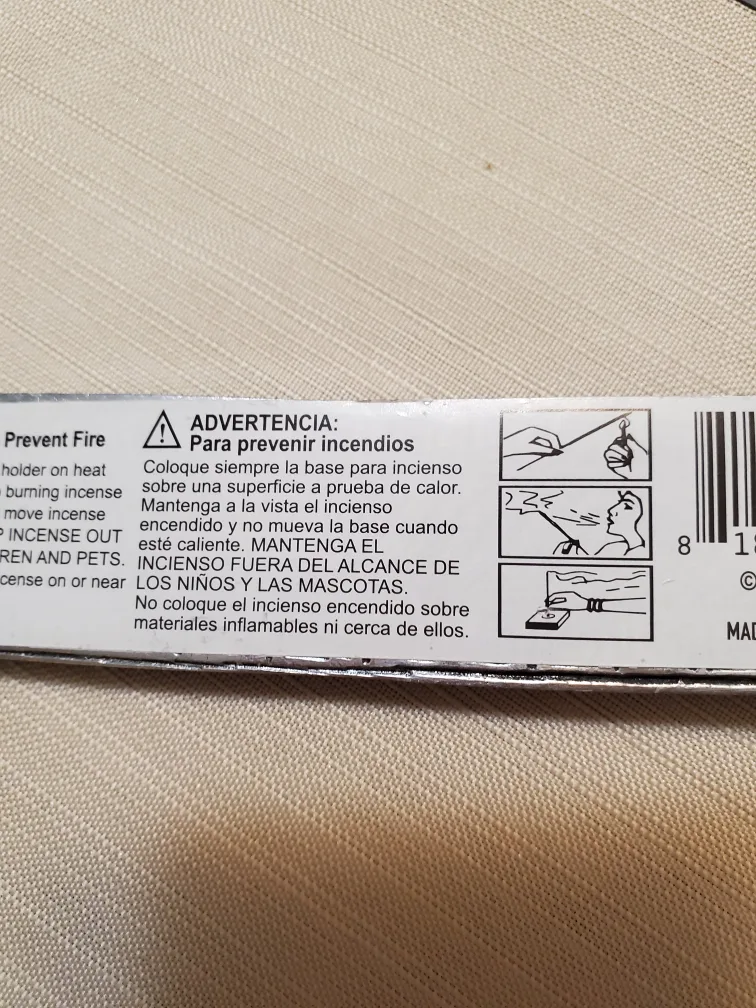 Prevent Fire
holder on heat
burning incense
move incense
INCENSE OUT
REN AND PETS.
cense on or near
ADVERTENCIA:
Para prevenir incendios
Coloque siempre la base para incienso
sobre una superficie a prueba de calor.
Mantenga a la vista el incienso
encendido y no mueva la base cuando
esté caliente. MANTENGA EL
INCIENSO FUERA DEL ALCANCE DE
LOS NIÑOS Y LAS MASCOTAS.
No coloque el incienso encendido sobre
materiales inflamables ni cerca de ellos.
8 18
©
MAD